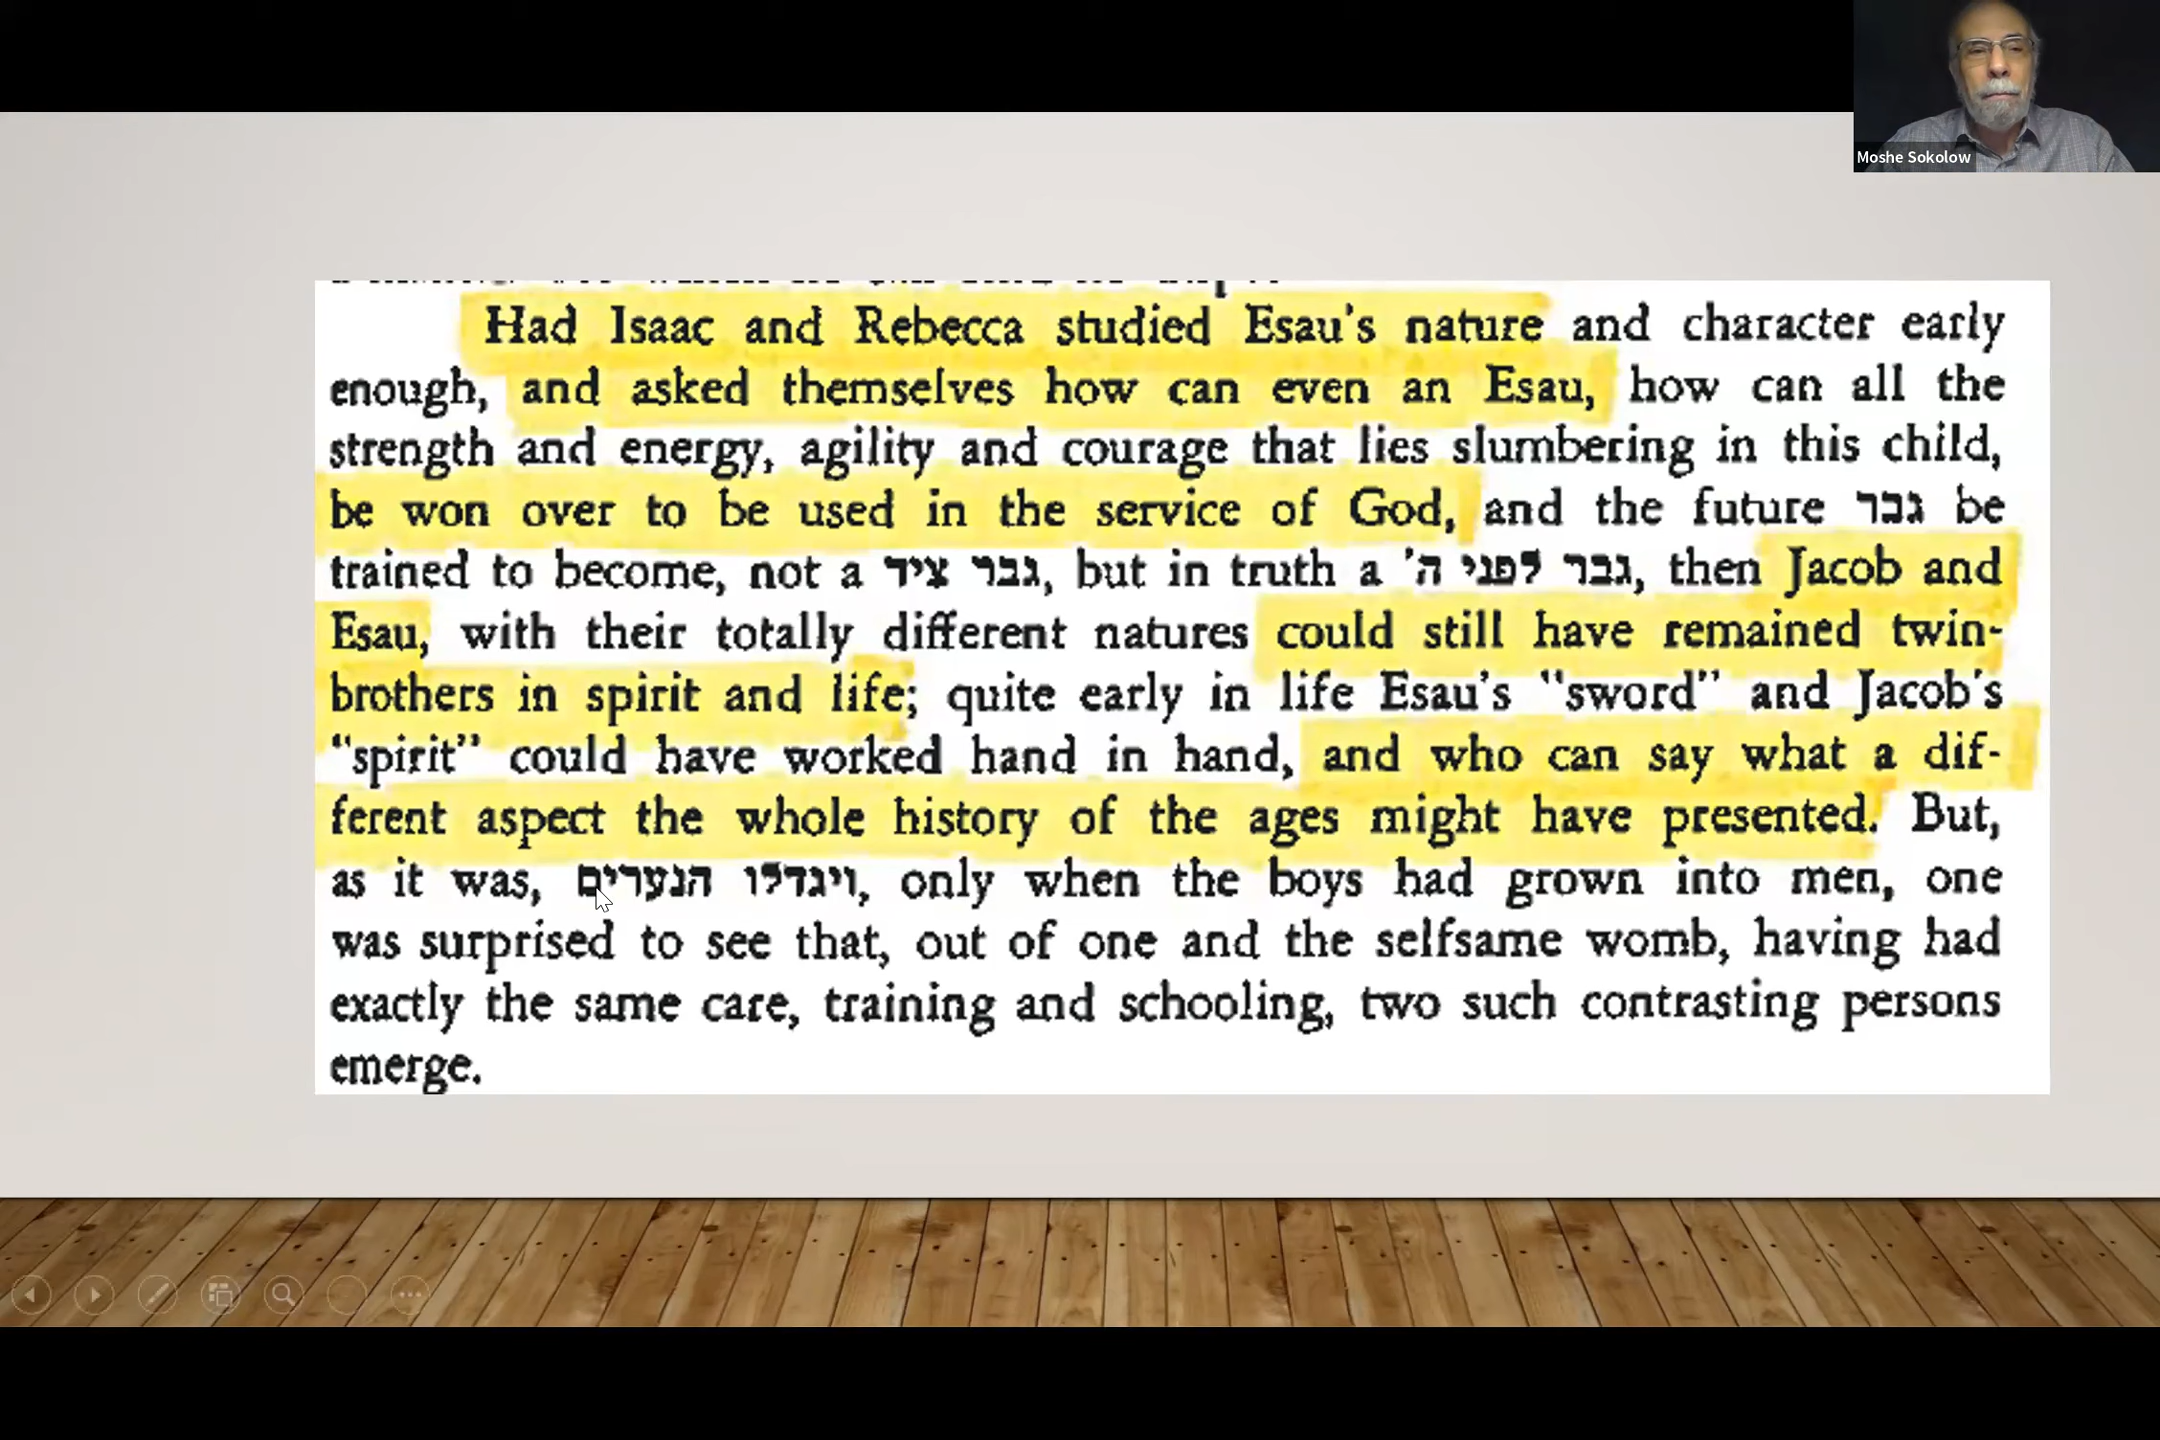 Moshe Sokolow
Had Isaac and Rebecca studied Esau's nature and character early
enough, and asked themselves how can even an Esau, how can all the
strength and energy, agility and courage that lies slumbering in this child,
be won over to be used in the service of God, and the future גבר be
trained to become, not a גבר ציד, but in truth a גבר לפני ה', then Jacob and
Esau, with their totally different natures could still have remained twin-
brothers in spirit and life; quite early in life Esau's "sword" and Jacob's
"spirit" could have worked hand in hand, and who can say what a dif-
ferent aspect the whole history of the ages might have presented. But,
as it was, ויגדלו הנערים, only when the boys had grown into men, one
was surprised to see that, out of one and the selfsame womb, having had
exactly the same care, training and schooling, two such contrasting persons
emerge.